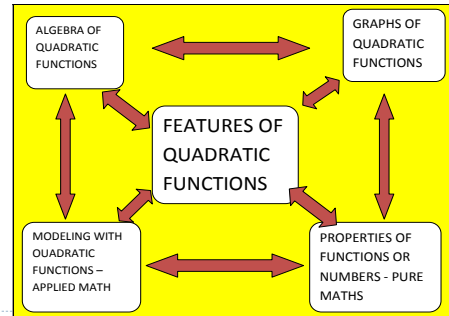 ALGEBRA OF
QUADRATIC
FUNCTIONS
GRAPHS OF
QUADRATIC
FUNCTIONS
FEATURES OF
QUADRATIC
FUNCTIONS
MODELING WITH
QUADRATIC
FUNCTIONS –
APPLIED MATH
PROPERTIES OF
FUNCTIONS OR
NUMBERS - PURE
MATHS